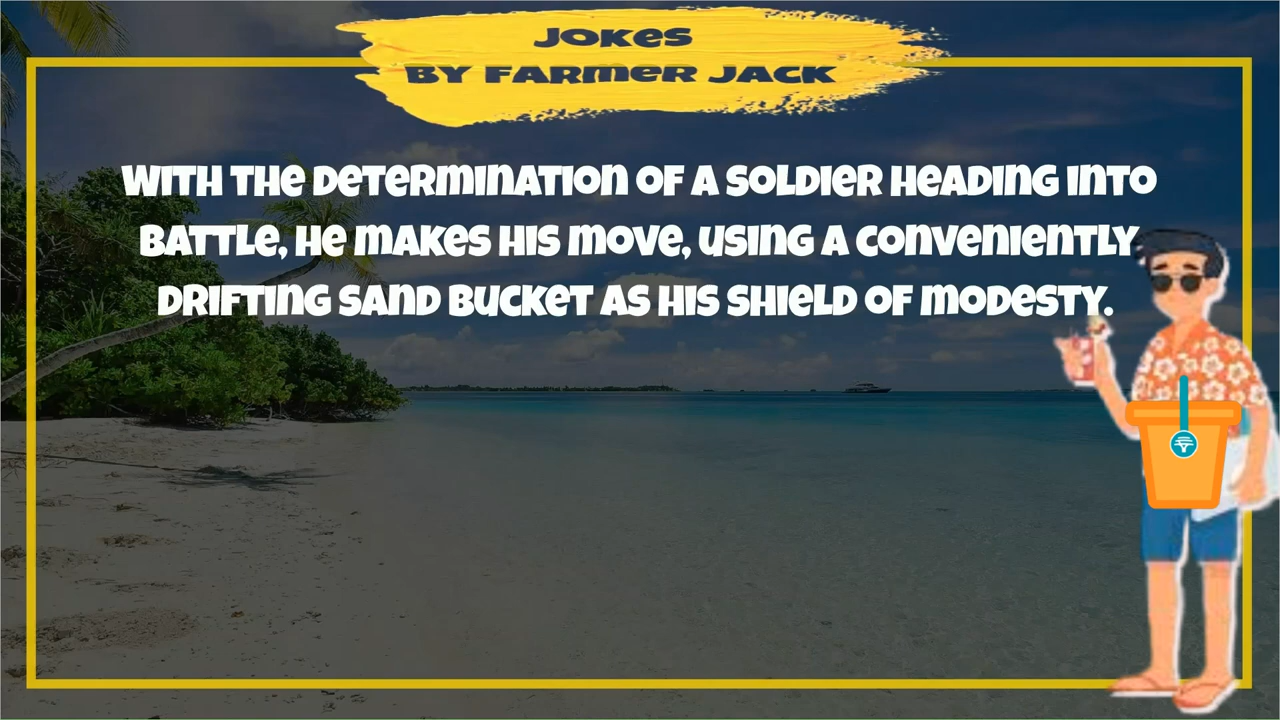 JOKES
BY FARMER JACK
WITH THE DETERMINATION OF A SOLDIER HEADING INTO
BATTLE, HE MAKES HIS MOVE, USING A CONVENIENTLY
DRIFTING SAND BUCKET AS HIS SHIELD OF MODESTY.